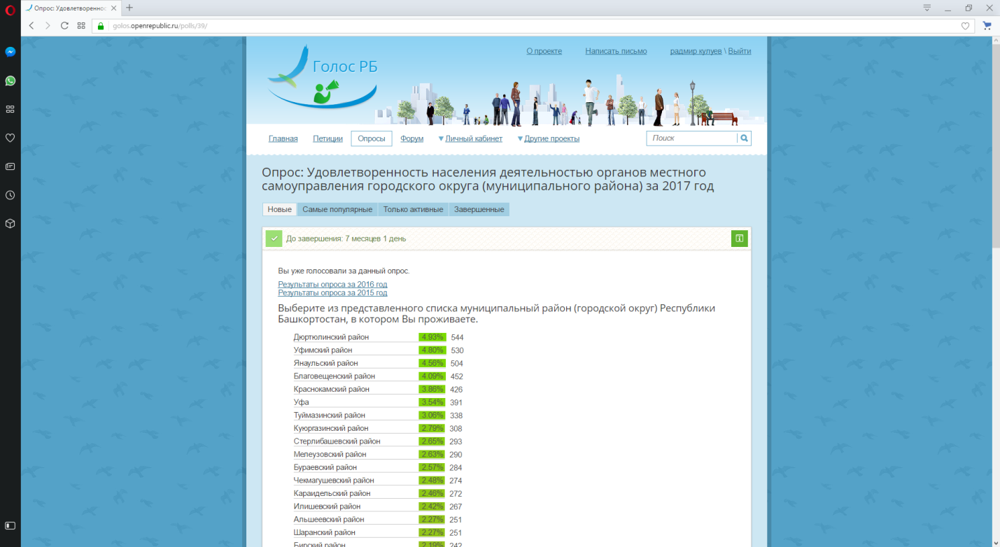 Опрос: Удовлетвореннос
golos.openrepublic.ru/polls/39/
О проекте Написать письмо радмир кулуев \ Выйти
Голос РБ
Главная Петиции Опросы Форум Личный кабинет Другие проекты Поиск
Опрос: Удовлетворенность населения деятельностью органов местного
самоуправления городского округа (муниципального района) за 2017 год
Новые Самые популярные Только активные Завершенные
До завершения: 7 месяцев 1 день
Вы уже голосовали за данный опрос.
Результаты опроса за 2016 год
Результаты опроса за 2015 год
Выберите из представленного списка муниципальный район (городской округ) Республики
Башкортостан, в котором Вы проживаете.
Дюртюлинский район 4.93% 544
Уфимский район 4.80% 530
Янаульский район 4.56% 504
Благовещенский район 4.09% 452
Краснокамский район 3.86% 426
Уфа 3.54% 391
Туймазинский район 3.06% 338
Куюргазинский район 2.79% 308
Стерлибашевский район 2.65% 293
Мелеузовский район 2.63% 290
Бураевский район 2.57% 284
Чекмагушевский район 2.48% 274
Караидельский район 2.46% 272
Илишевский район 2.42% 267
Альшеевский район 2.27% 251
Шаранский район 2.27% 251
Бирский район 2.19% 242